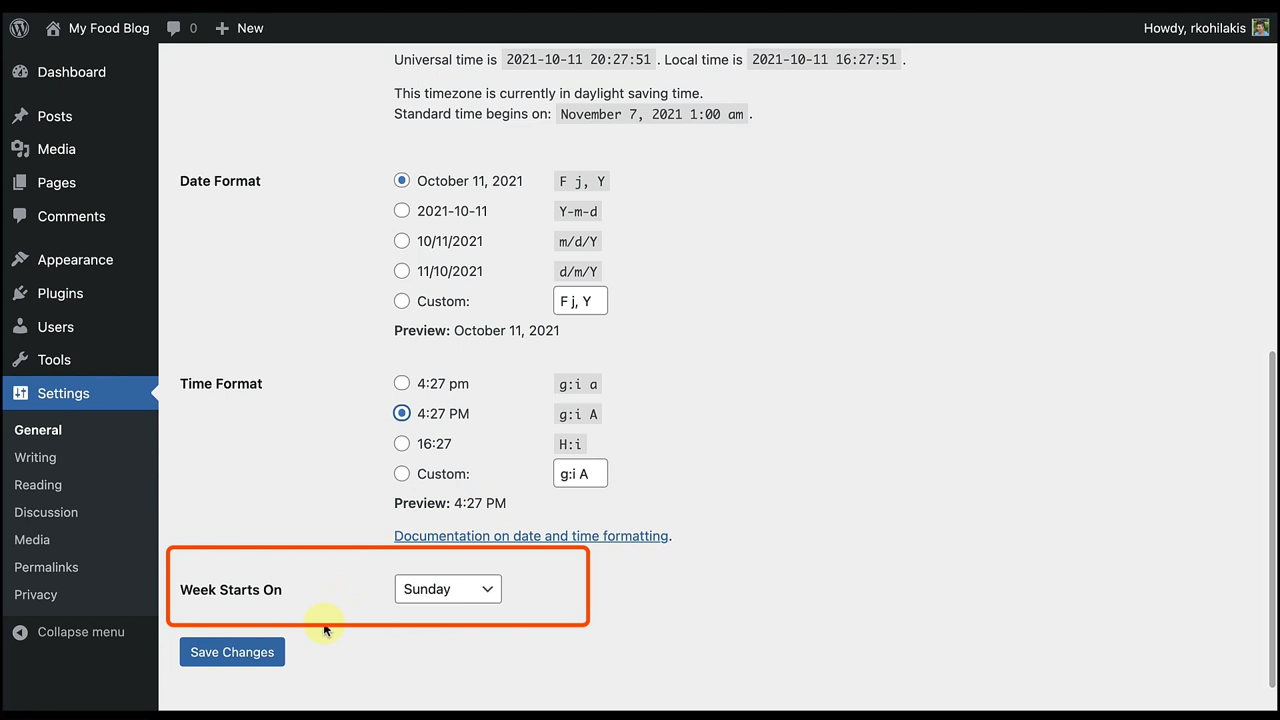 My Food Blog 0 New Howdy, rkohilakis
Dashboard
Posts
Media
Pages
Comments
Appearance
Plugins
Users
Tools
Settings
General
Writing
Reading
Discussion
Media
Permalinks
Privacy
Collapse menu
Universal time is 2021-10-11 20:27:51. Local time is 2021-10-11 16:27:51.
This timezone is currently in daylight saving time.
Standard time begins on: November 7, 2021 1:00 am.
Date Format
October 11, 2021 F j, Y
2021-10-11 Y-m-d
10/11/2021 m/d/Y
11/10/2021 d/m/Y
Custom: F j, Y
Preview: October 11, 2021
Time Format
4:27 pm g:i a
4:27 PM g:i A
16:27 H:i
Custom: g:i A
Preview: 4:27 PM
Documentation on date and time formatting.
Week Starts On Sunday
Save Changes